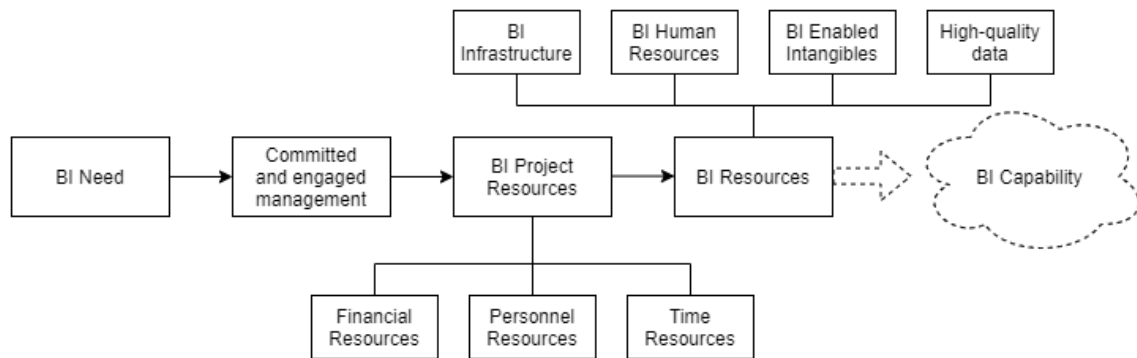 BI
Infrastructure
BI Human
Resources
BI Enabled
Intangibles
High-quality
data
BI Need
Committed
and engaged
management
BI Project
Resources
BI Resources
BI Capability
Financial
Resources
Personnel
Resources
Time
Resources